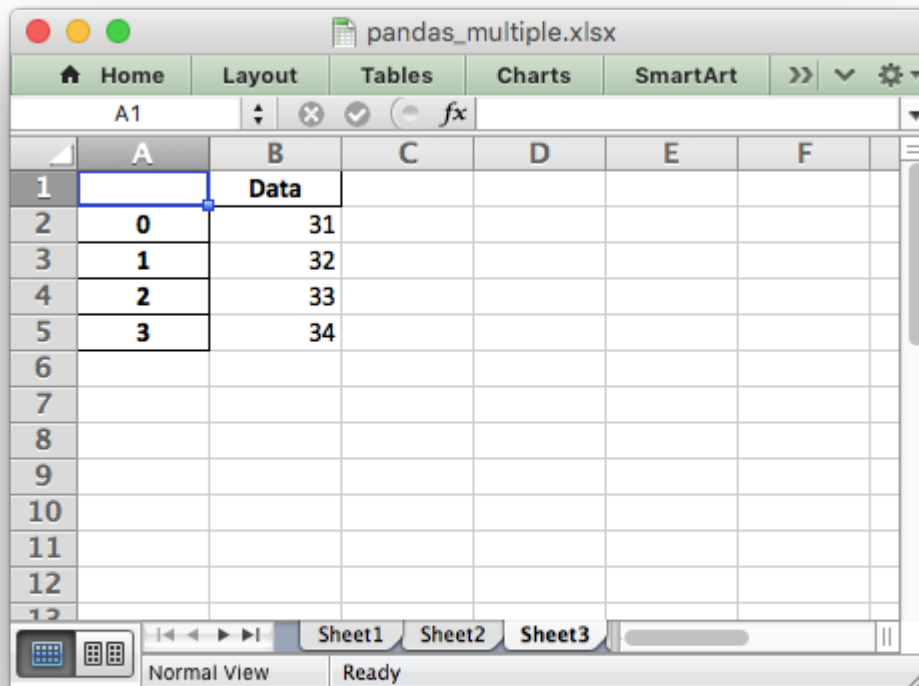 pandas_multiple.xlsx
Home Layout Tables Charts SmartArt
A1 fx
A B C D E F
1 Data
2 0 31
3 1 32
4 2 33
5 3 34
6
7
8
9
10
11
12
13
Sheet1 Sheet2 Sheet3
Normal View Ready